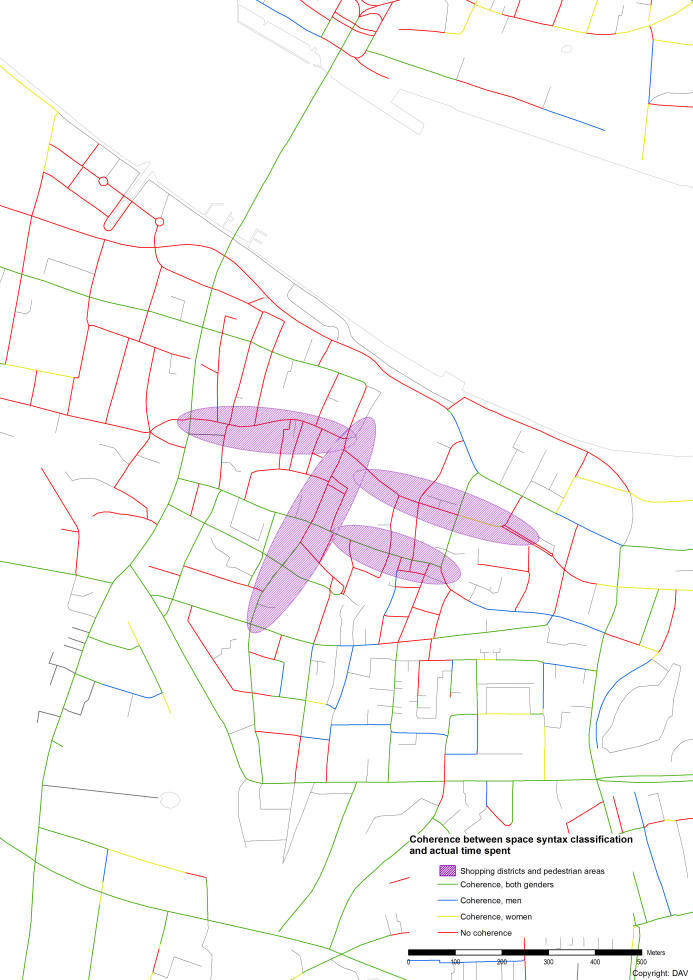 Coherence between space syntax classification
and actual time spent
Shopping districts and pedestrian areas
Coherence, both genders
Coherence, men
Coherence, women
No coherence
Meters
0 100 200 300 400 500
Copyright: DAV